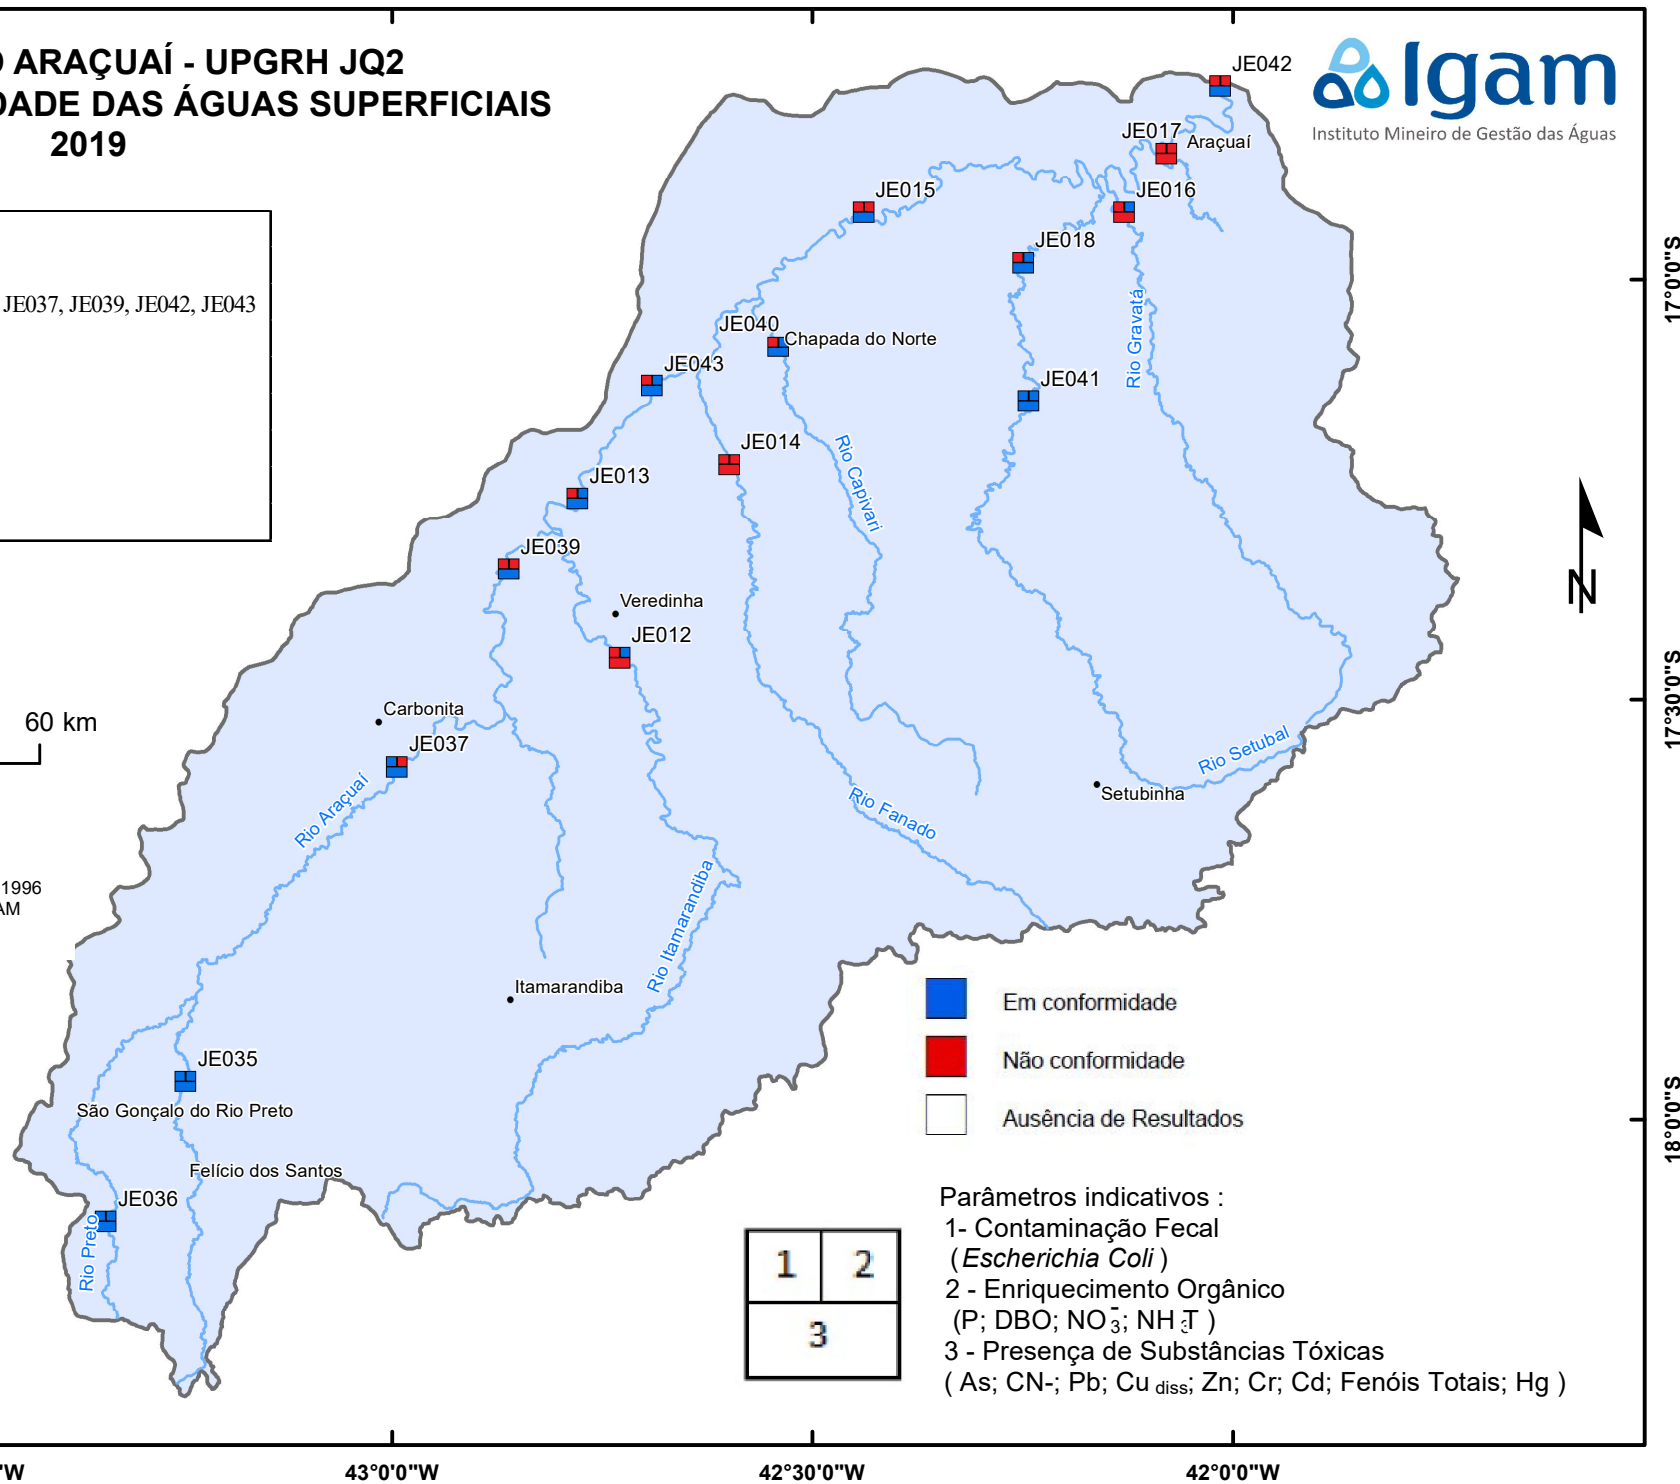 ARAÇUAÍ - UPGRH JQ2
DADE DAS ÁGUAS SUPERFICIAIS
2019
Igam
Instituto Mineiro de Gestão das Águas
JE037, JE039, JE042, JE043
60 km
1996
AM
JE042
JE017
Araçuaí
JE016
JE015
JE018
Rio Gravatá
JE040
Chapada do Norte
JE043
JE041
JE014
Rio Capivari
JE013
JE039
Veredinha
JE012
Carbonita
JE037
Rio Araçuaí
Rio Setubal
Setubinha
Rio Fanado
Rio Itamarandiba
Itamarandiba
JE035
São Gonçalo do Rio Preto
Felício dos Santos
JE036
Rio Preto
N
Em conformidade
Não conformidade
Ausência de Resultados
Parâmetros indicativos :
1- Contaminação Fecal
(Escherichia Coli )
2 - Enriquecimento Orgânico
(P; DBO; NO3-; NH3T )
3 - Presença de Substâncias Tóxicas
( As; CN-; Pb; Cu diss; Zn; Cr; Cd; Fenóis Totais; Hg )
1 2
3
17°0'0"S
17°30'0"S
18°0'0"S
"W
43°0'0"W
42°30'0"W
42°0'0"W